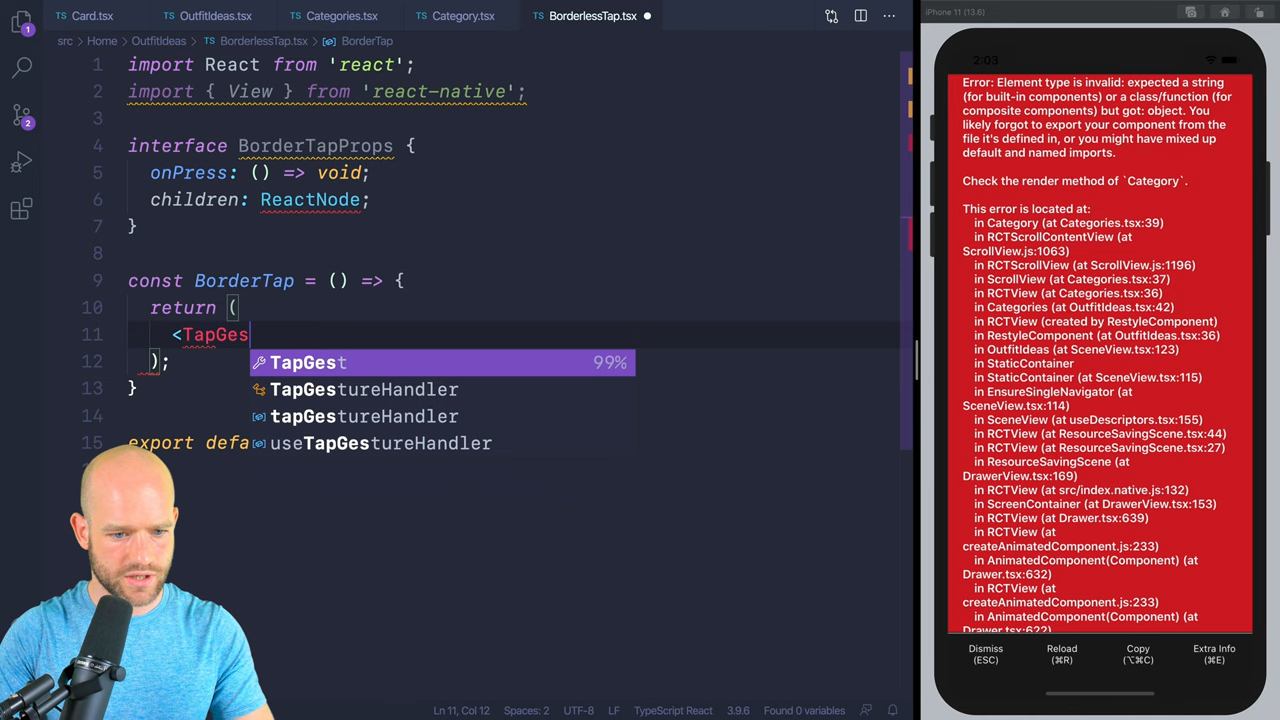 Card.tsx
OutfitIdeas.tsx
Categories.tsx
Category.tsx
BorderlessTap.tsx
src › Home › OutfitIdeas › BorderlessTap.tsx › BorderTap
1 import React from 'react';
2 import { View } from 'react-native';
3
4 interface BorderTapProps {
5 onPress: () => void;
6 children: ReactNode;
7 }
8
9 const BorderTap = () => {
10 return (
11 <TapGes
12 );
13 }
14
15 export defa
TapGest 99%
TapGestureHandler
tapGestureHandler
useTapGestureHandler
1
2
Ln 11, Col 12 Spaces: 2 UTF-8 LF TypeScript React 3.9.6 Found 0 variables
iPhone 11 (13.6)
2:03
Error: Element type is invalid: expected a string
(for built-in components) or a class/function (for
composite components) but got: object. You
likely forgot to export your component from the
file it's defined in, or you might have mixed up
default and named imports.
Check the render method of `Category`.
This error is located at:
in Category (at Categories.tsx:39)
in RCTScrollContentView (at
ScrollView.js:1063)
in RCTScrollView (at ScrollView.js:1196)
in ScrollView (at Categories.tsx:37)
in RCTView (at Categories.tsx:36)
in Categories (at OutfitIdeas.tsx:42)
in RCTView (created by RestyleComponent)
in RestyleComponent (at OutfitIdeas.tsx:36)
in OutfitIdeas (at SceneView.tsx:123)
in StaticContainer
in StaticContainer (at SceneView.tsx:115)
in EnsureSingleNavigator (at
SceneView.tsx:114)
in SceneView (at useDescriptors.tsx:155)
in RCTView (at ResourceSavingScene.tsx:44)
in RCTView (at ResourceSavingScene.tsx:27)
in ResourceSavingScene (at
DrawerView.tsx:169)
in RCTView (at src/index.native.js:132)
in ScreenContainer (at DrawerView.tsx:153)
in RCTView (at Drawer.tsx:639)
in RCTView (at
createAnimatedComponent.js:233)
in AnimatedComponent(Component) (at
Drawer.tsx:632)
in RCTView (at
createAnimatedComponent.js:233)
in AnimatedComponent(Component) (at
Drawer.tsx:622)
Dismiss
(ESC)
Reload
(⌘R)
Copy
(⌥⌘C)
Extra Info
(⌘E)